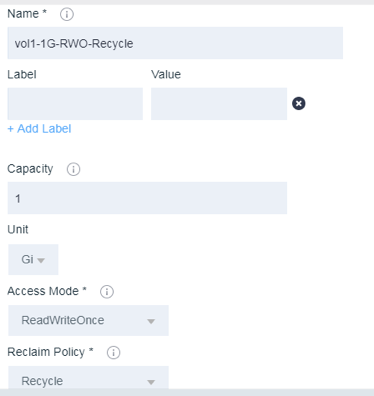 Name *
vol1-1G-RWO-Recycle
Label Value
+ Add Label
Capacity
1
Unit
Gi
Access Mode *
ReadWriteOnce
Reclaim Policy *
Recycle